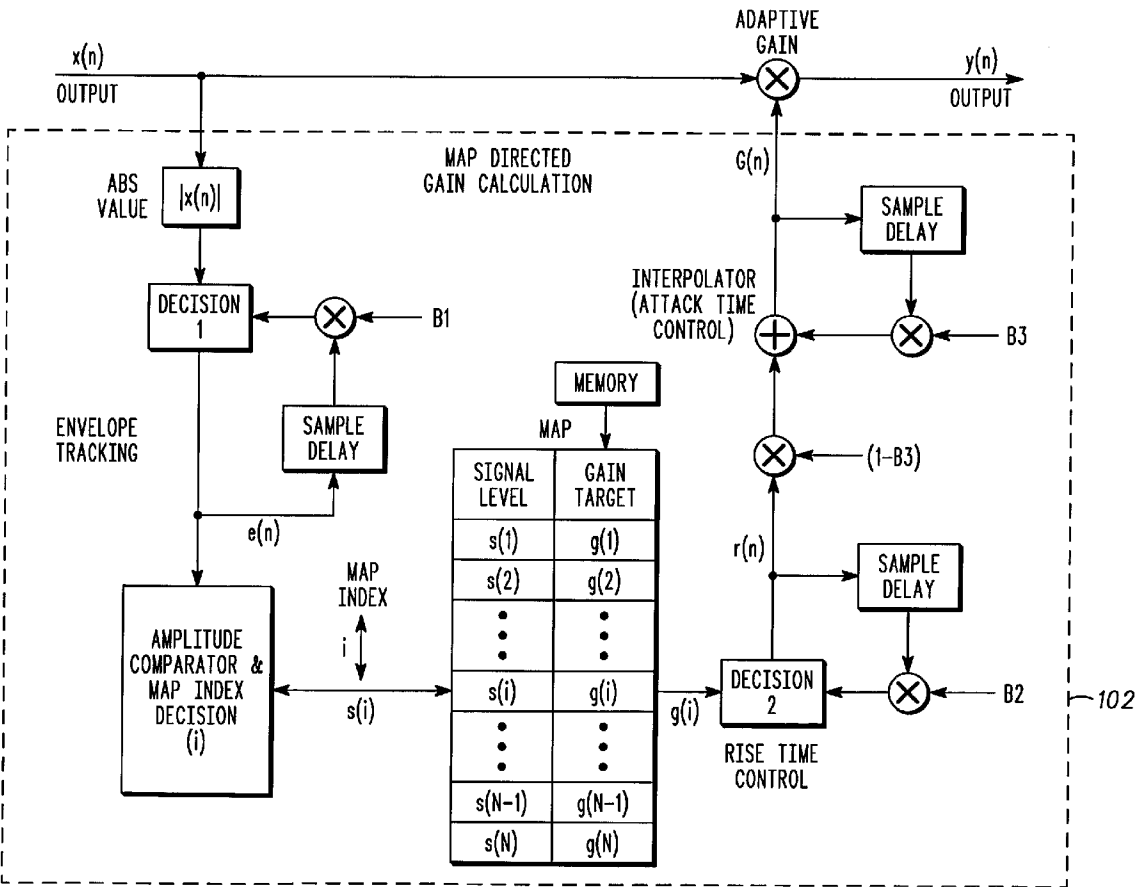 ADAPTIVE
GAIN
x(n)
OUTPUT
y(n)
OUTPUT
MAP DIRECTED
GAIN CALCULATION
G(n)
ABS
VALUE
|x(n)|
SAMPLE
DELAY
DECISION
1
B1
INTERPOLATOR
(ATTACK TIME
CONTROL)
B3
MEMORY
ENVELOPE
TRACKING
SAMPLE
DELAY
MAP
(1-B3)
SIGNAL
LEVEL
GAIN
TARGET
e(n)
s(1)
g(1)
r(n)
s(2)
g(2)
SAMPLE
DELAY
MAP
INDEX
i
AMPLITUDE
COMPARATOR &
MAP INDEX
DECISION
(i)
s(i)
s(i)
g(i)
g(i)
DECISION
2
B2
102
RISE TIME
CONTROL
s(N-1)
g(N-1)
s(N)
g(N)